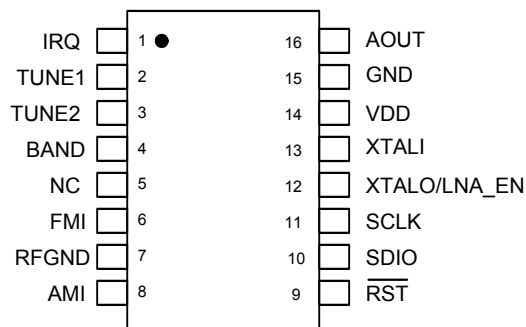 IRQ 1 16 AOUT
TUNE1 2 15 GND
TUNE2 3 14 VDD
BAND 4 13 XTALI
NC 5 12 XTALO/LNA_EN
FMI 6 11 SCLK
RFGND 7 10 SDIO
AMI 8 9 R̅S̅T̅